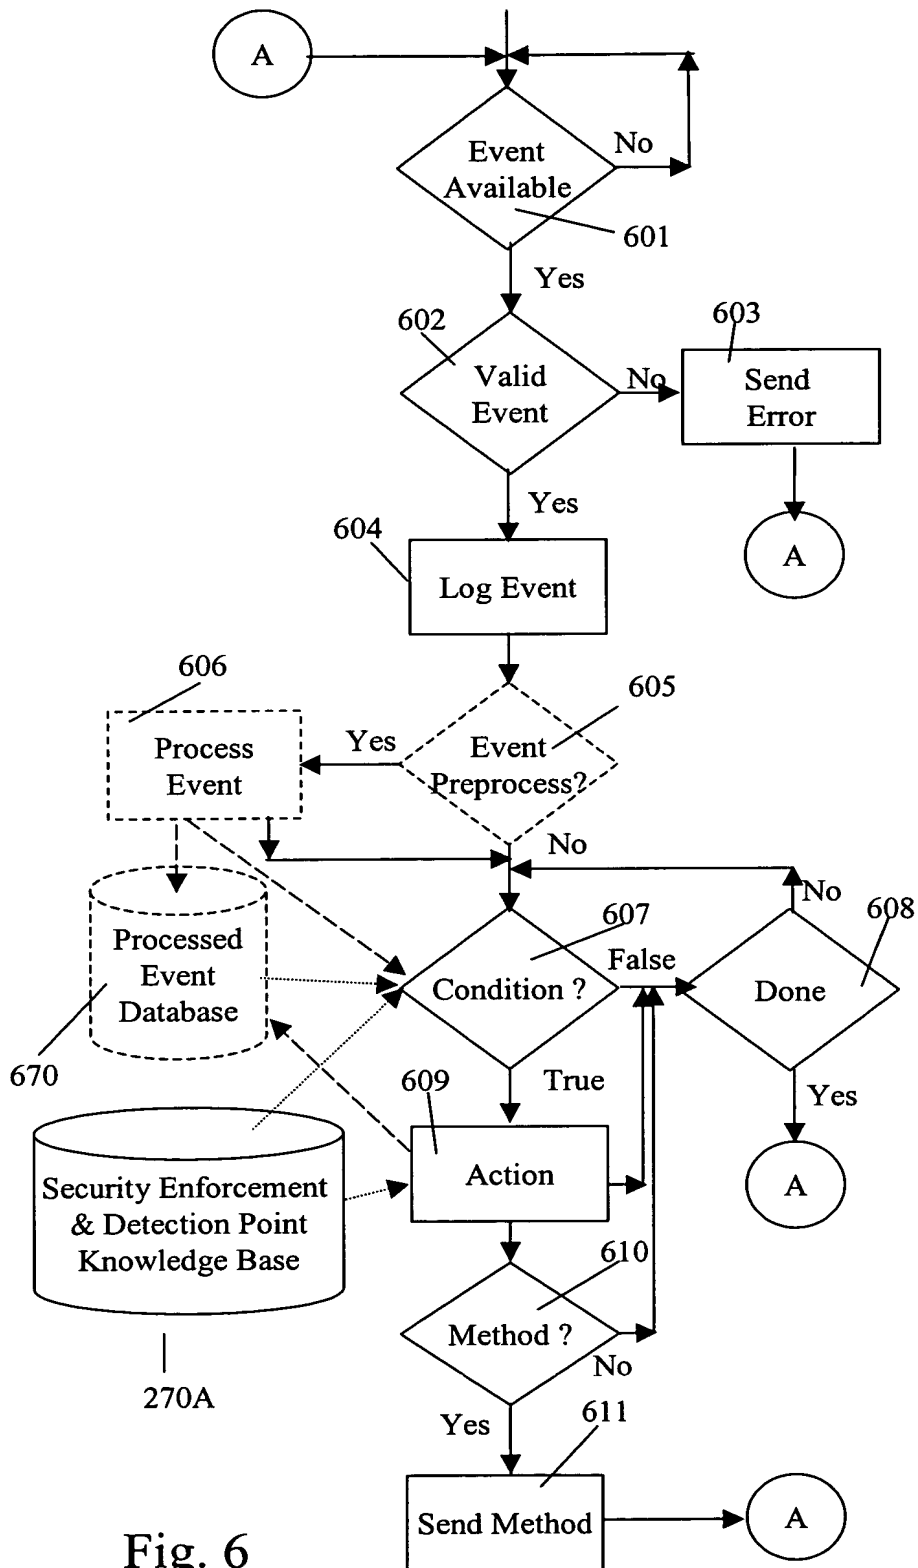 A
No
Event
Available
601
Yes
602
603
Valid
Event
No
Send
Error
Yes
604
A
Log Event
606
605
Process
Event
Yes
Event
Preprocess?
No
No
607
608
Processed
Event
Database
False
Condition ?
Done
670
609
True
Yes
Action
A
Security Enforcement
& Detection Point
Knowledge Base
610
Method ?
No
270A
Yes
611
Send Method
A
Fig. 6